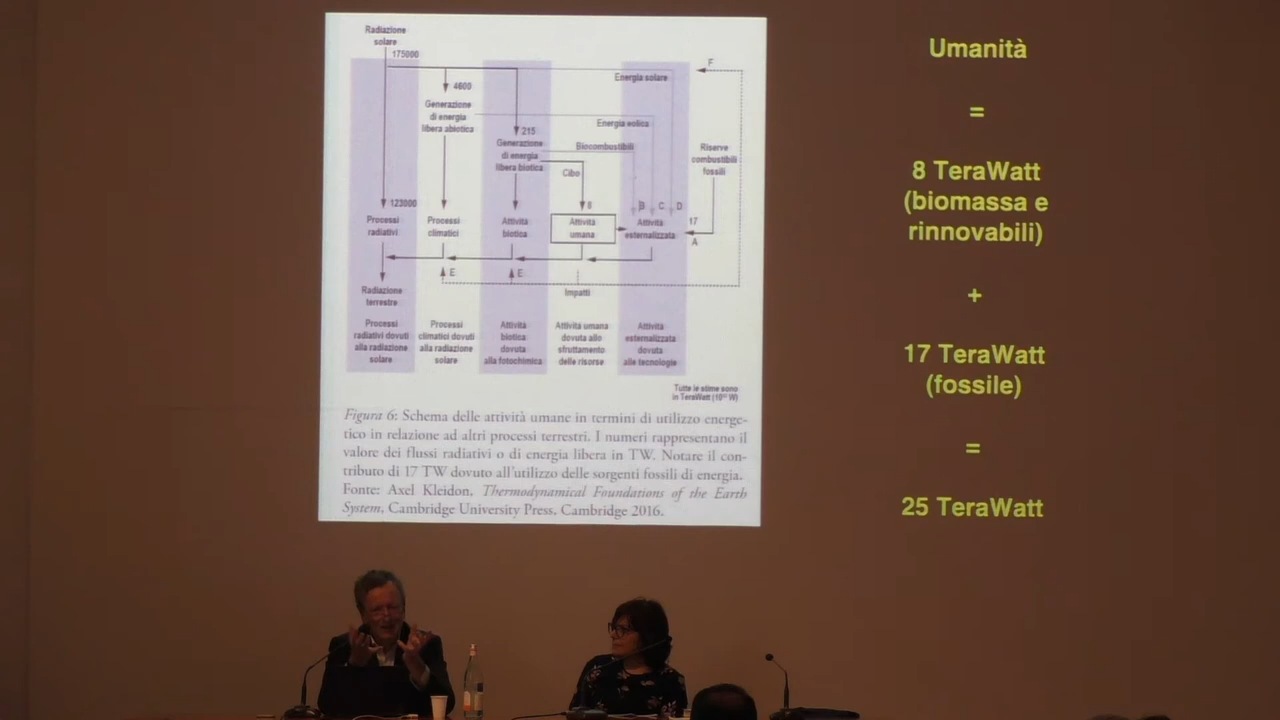 Radiazione
solare
175000
F
Energia solare
4600
Generazione
di energia
libera abiotica
Energia eolica
215
Generazione
di energia
libera biotica
Biocombustibili
Riserve
combustibili
fossili
Cibo
123000
8
B
C
D
17
A
Processi
radiativi
Processi
climatici
Attività
biotica
Attività
umana
Attività
esternalizzata
E
E
Impatti
Radiazione
terrestre
Processi
radiativi dovuti
alla radiazione
solare
Processi
climatici dovuti
alla radiazione
solare
Attività
biotica
dovuta
alla fotochimica
Attività umana
dovuta allo
sfruttamento
delle risorse
Attività
esternalizzata
dovuta
alle tecnologie
Tutte le stime sono
in TeraWatt (10¹² W)
Figura 6: Schema delle attività umane in termini di utilizzo energe-
tico in relazione ad altri processi terrestri. I numeri rappresentano il
valore dei flussi radiativi o di energia libera in TW. Notare il con-
tributo di 17 TW dovuto all'utilizzo delle sorgenti fossili di energia.
Fonte: Axel Kleidon, Thermodynamical Foundations of the Earth
System, Cambridge University Press, Cambridge 2016.
Umanità
=
8 TeraWatt
(biomassa e
rinnovabili)
+
17 TeraWatt
(fossile)
=
25 TeraWatt